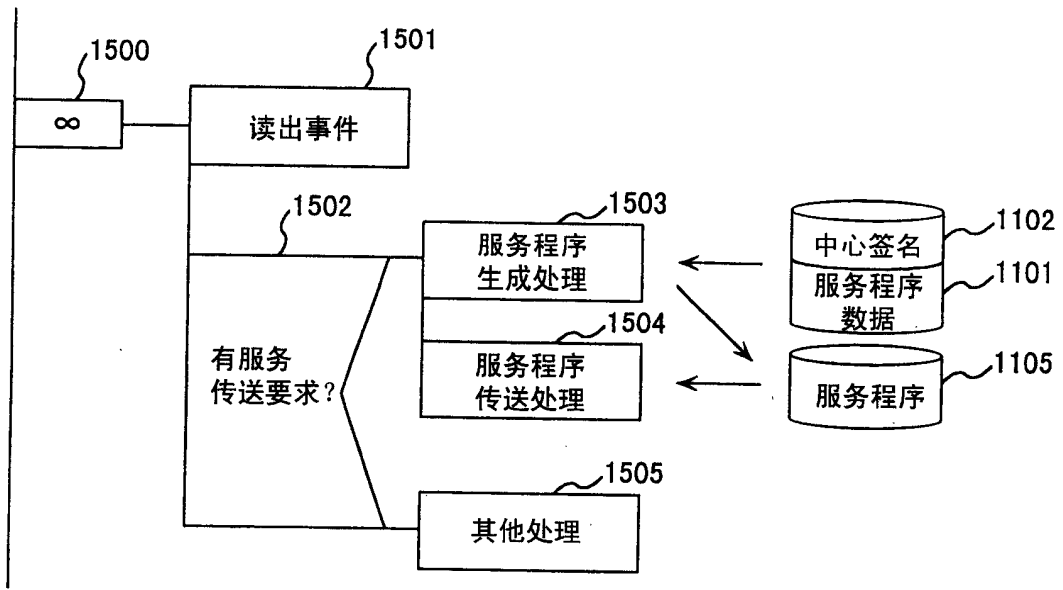 1500
∞
1501
读出事件
1502
有服务
传送要求?
1503
服务程序
生成处理
1504
服务程序
传送处理
1505
其他处理
1102
中心签名
1101
服务程序
数据
1105
服务程序